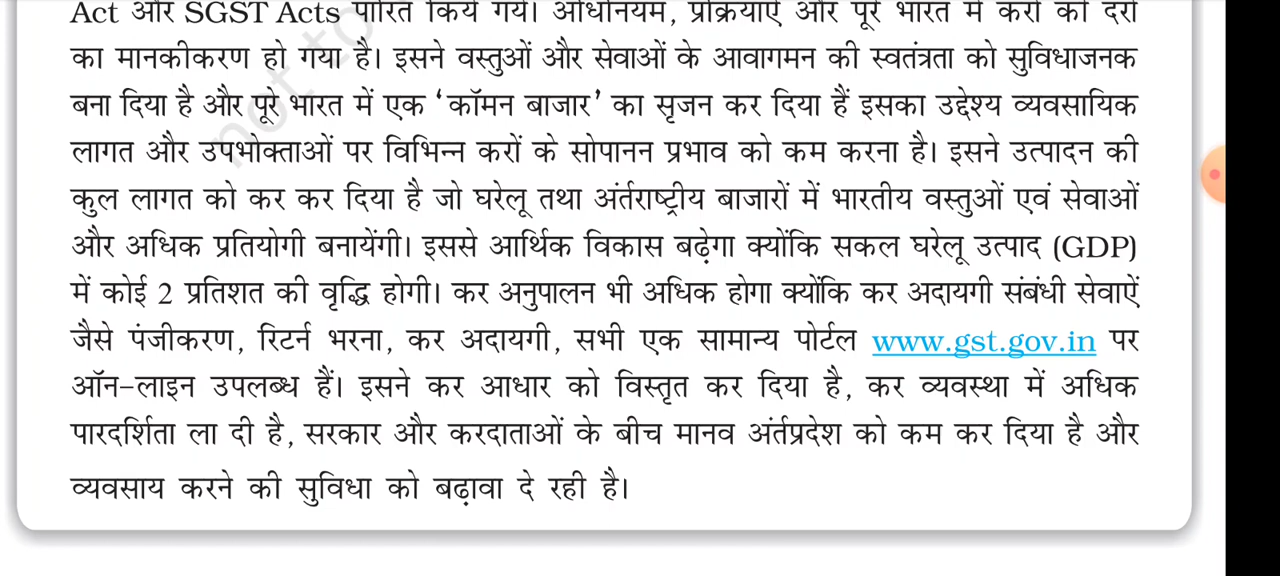 Act और SGST Acts पारित किये गये। अधिनियम, प्रक्रियाएं और पूरे भारत में करों की दरों
का मानकीकरण हो गया है। इसने वस्तुओं और सेवाओं के आवागमन की स्वतंत्रता को सुविधाजनक
बना दिया है और पूरे भारत में एक ‘कॉमन बाजार’ का सृजन कर दिया हैं इसका उद्देश्य व्यवसायिक
लागत और उपभोक्ताओं पर विभिन्न करों के सोपानन प्रभाव को कम करना है। इसने उत्पादन की
कुल लागत को कर कर दिया है जो घरेलू तथा अंर्तराष्ट्रीय बाजारों में भारतीय वस्तुओं एवं सेवाओं
और अधिक प्रतियोगी बनायेंगी। इससे आर्थिक विकास बढ़ेगा क्योंकि सकल घरेलू उत्पाद (GDP)
में कोई 2 प्रतिशत की वृद्धि होगी। कर अनुपालन भी अधिक होगा क्योंकि कर अदायगी संबंधी सेवाऐं
जैसे पंजीकरण, रिटर्न भरना, कर अदायगी, सभी एक सामान्य पोर्टल www.gst.gov.in पर
ऑन-लाइन उपलब्ध हैं। इसने कर आधार को विस्तृत कर दिया है, कर व्यवस्था में अधिक
पारदर्शिता ला दी है, सरकार और करदाताओं के बीच मानव अंर्तप्रदेश को कम कर दिया है और
व्यवसाय करने की सुविधा को बढ़ावा दे रही है।
not to